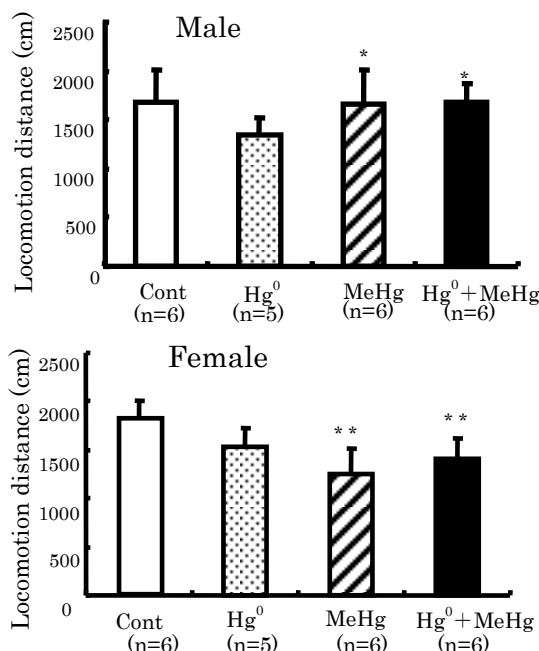 Male
Locomotion distance (cm)
2500
2000
1500
1000
500
0
*
*
Cont
(n=6)
Hg⁰
(n=5)
MeHg
(n=6)
Hg⁰+MeHg
(n=6)
Female
Locomotion distance (cm)
2500
2000
1500
1000
500
0
**
**
Cont
(n=6)
Hg⁰
(n=5)
MeHg
(n=6)
Hg⁰+MeHg
(n=6)